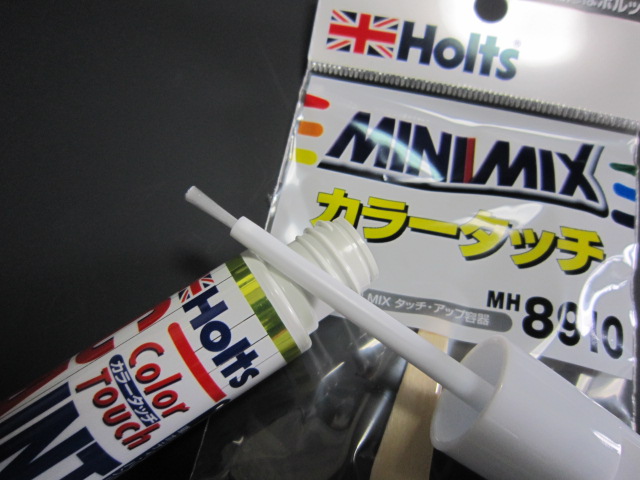 Holts
MINIMIX
カラータッチ
MIX タッチ・アップ容器
MH 8910
Holts
Color
カラータッチ
Touch